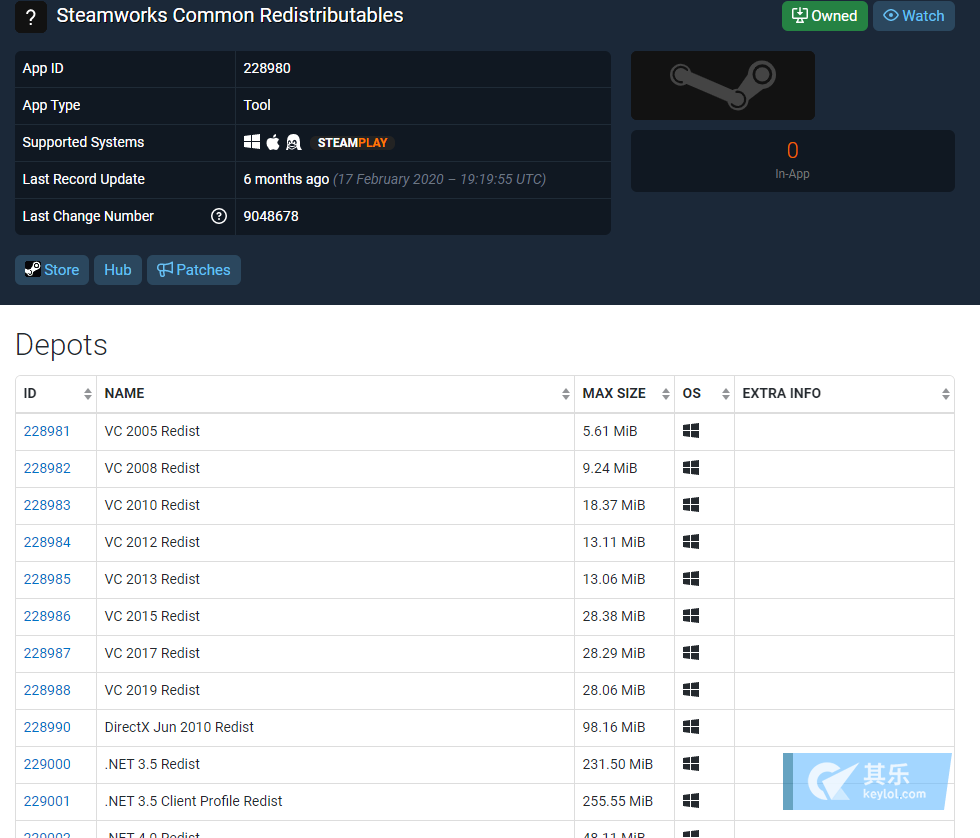 ? Steamworks Common Redistributables
Owned
Watch
App ID 228980
App Type Tool
Supported Systems STEAMPLAY
Last Record Update 6 months ago (17 February 2020 – 19:19:55 UTC)
Last Change Number ? 9048678
0
In-App
Store Hub Patches
Depots
ID NAME MAX SIZE OS EXTRA INFO
228981 VC 2005 Redist 5.61 MiB
228982 VC 2008 Redist 9.24 MiB
228983 VC 2010 Redist 18.37 MiB
228984 VC 2012 Redist 13.11 MiB
228985 VC 2013 Redist 13.06 MiB
228986 VC 2015 Redist 28.38 MiB
228987 VC 2017 Redist 28.29 MiB
228988 VC 2019 Redist 28.06 MiB
228990 DirectX Jun 2010 Redist 98.16 MiB
229000 .NET 3.5 Redist 231.50 MiB
229001 .NET 3.5 Client Profile Redist 255.55 MiB
229002 .NET 4.0 Redist 48.11 MiB
其乐
keylol.com